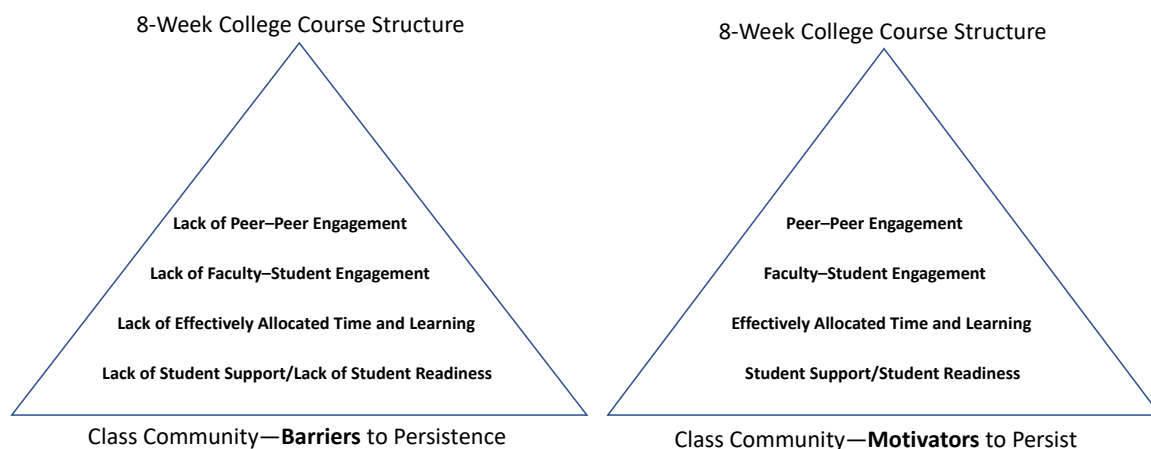 8-Week College Course Structure
Lack of Peer–Peer Engagement
Lack of Faculty–Student Engagement
Lack of Effectively Allocated Time and Learning
Lack of Student Support/Lack of Student Readiness
Class Community—Barriers to Persistence
8-Week College Course Structure
Peer–Peer Engagement
Faculty–Student Engagement
Effectively Allocated Time and Learning
Student Support/Student Readiness
Class Community—Motivators to Persist